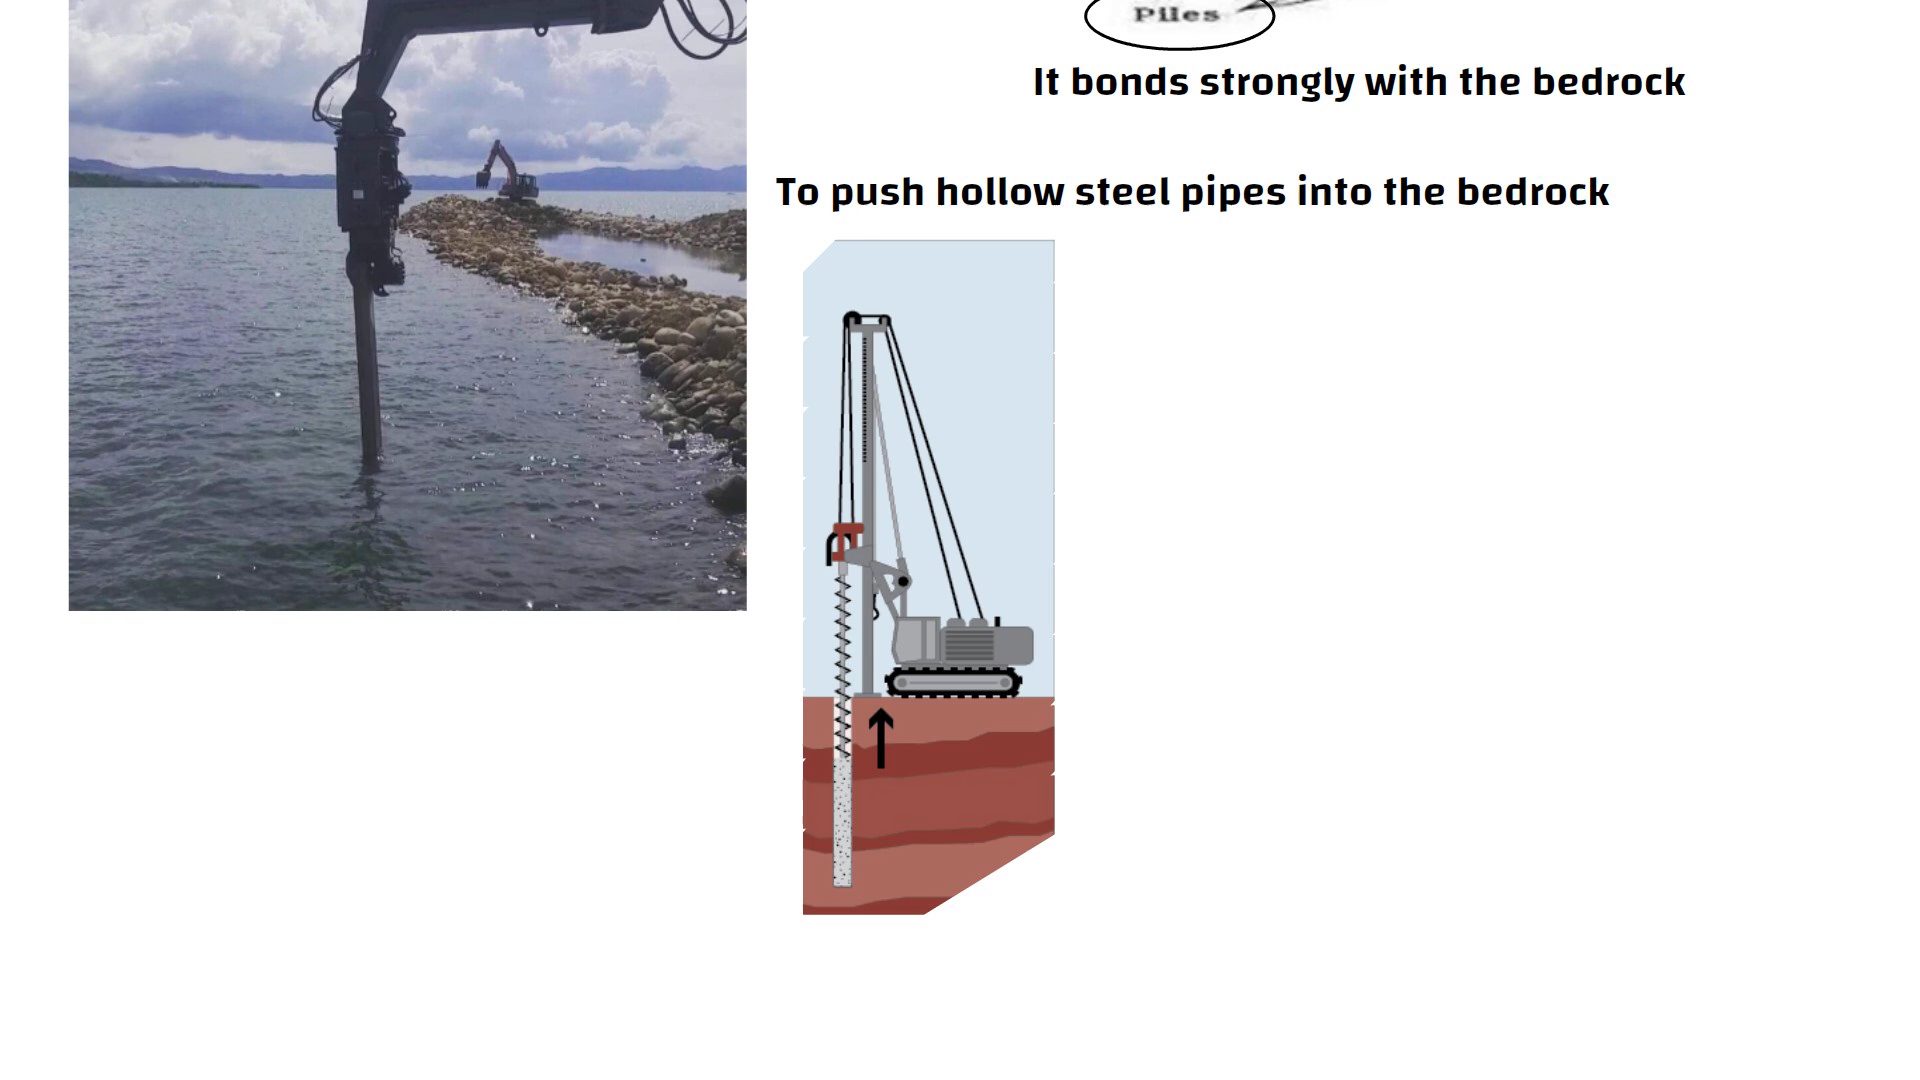 Piles
It bonds strongly with the bedrock
To push hollow steel pipes into the bedrock